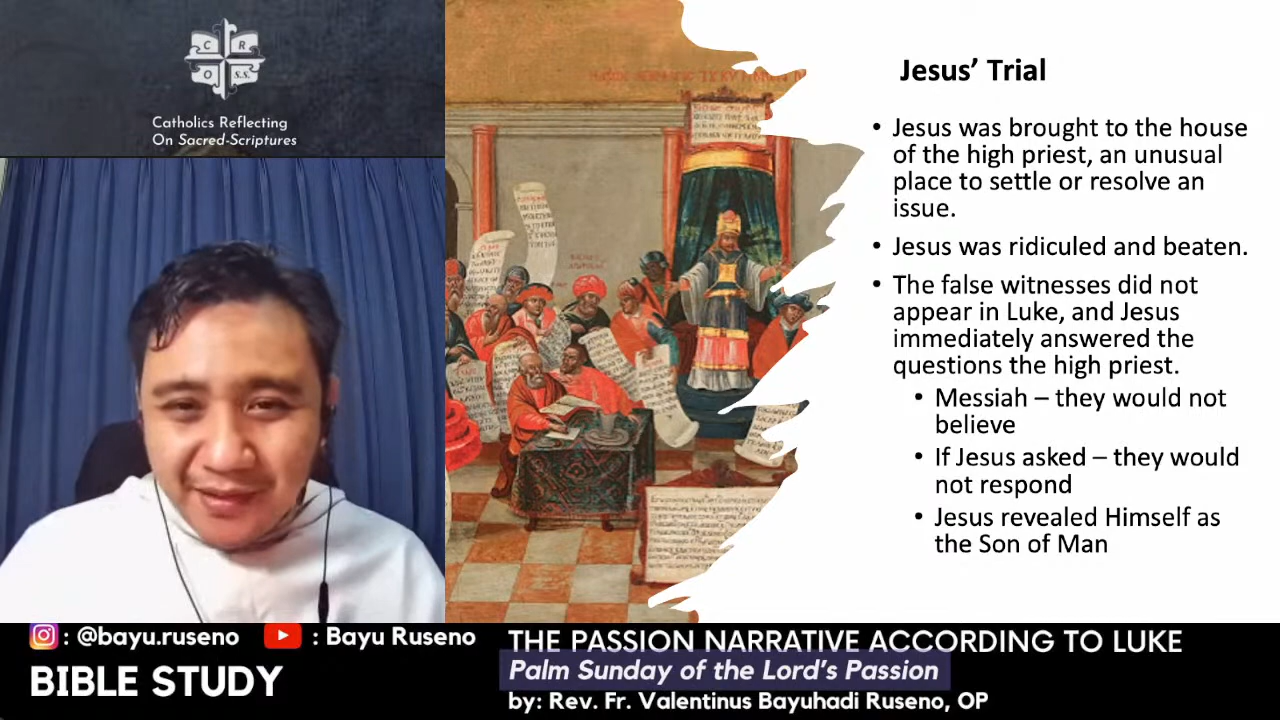 C R
O S.S.
Catholics Reflecting
On Sacred-Scriptures
Jesus’ Trial
• Jesus was brought to the house
of the high priest, an unusual
place to settle or resolve an
issue.
• Jesus was ridiculed and beaten.
• The false witnesses did not
appear in Luke, and Jesus
immediately answered the
questions the high priest.
• Messiah – they would not
believe
• If Jesus asked – they would
not respond
• Jesus revealed Himself as
the Son of Man
: @bayu.ruseno : Bayu Ruseno
BIBLE STUDY
THE PASSION NARRATIVE ACCORDING TO LUKE
Palm Sunday of the Lord’s Passion
by: Rev. Fr. Valentinus Bayuhadi Ruseno, OP